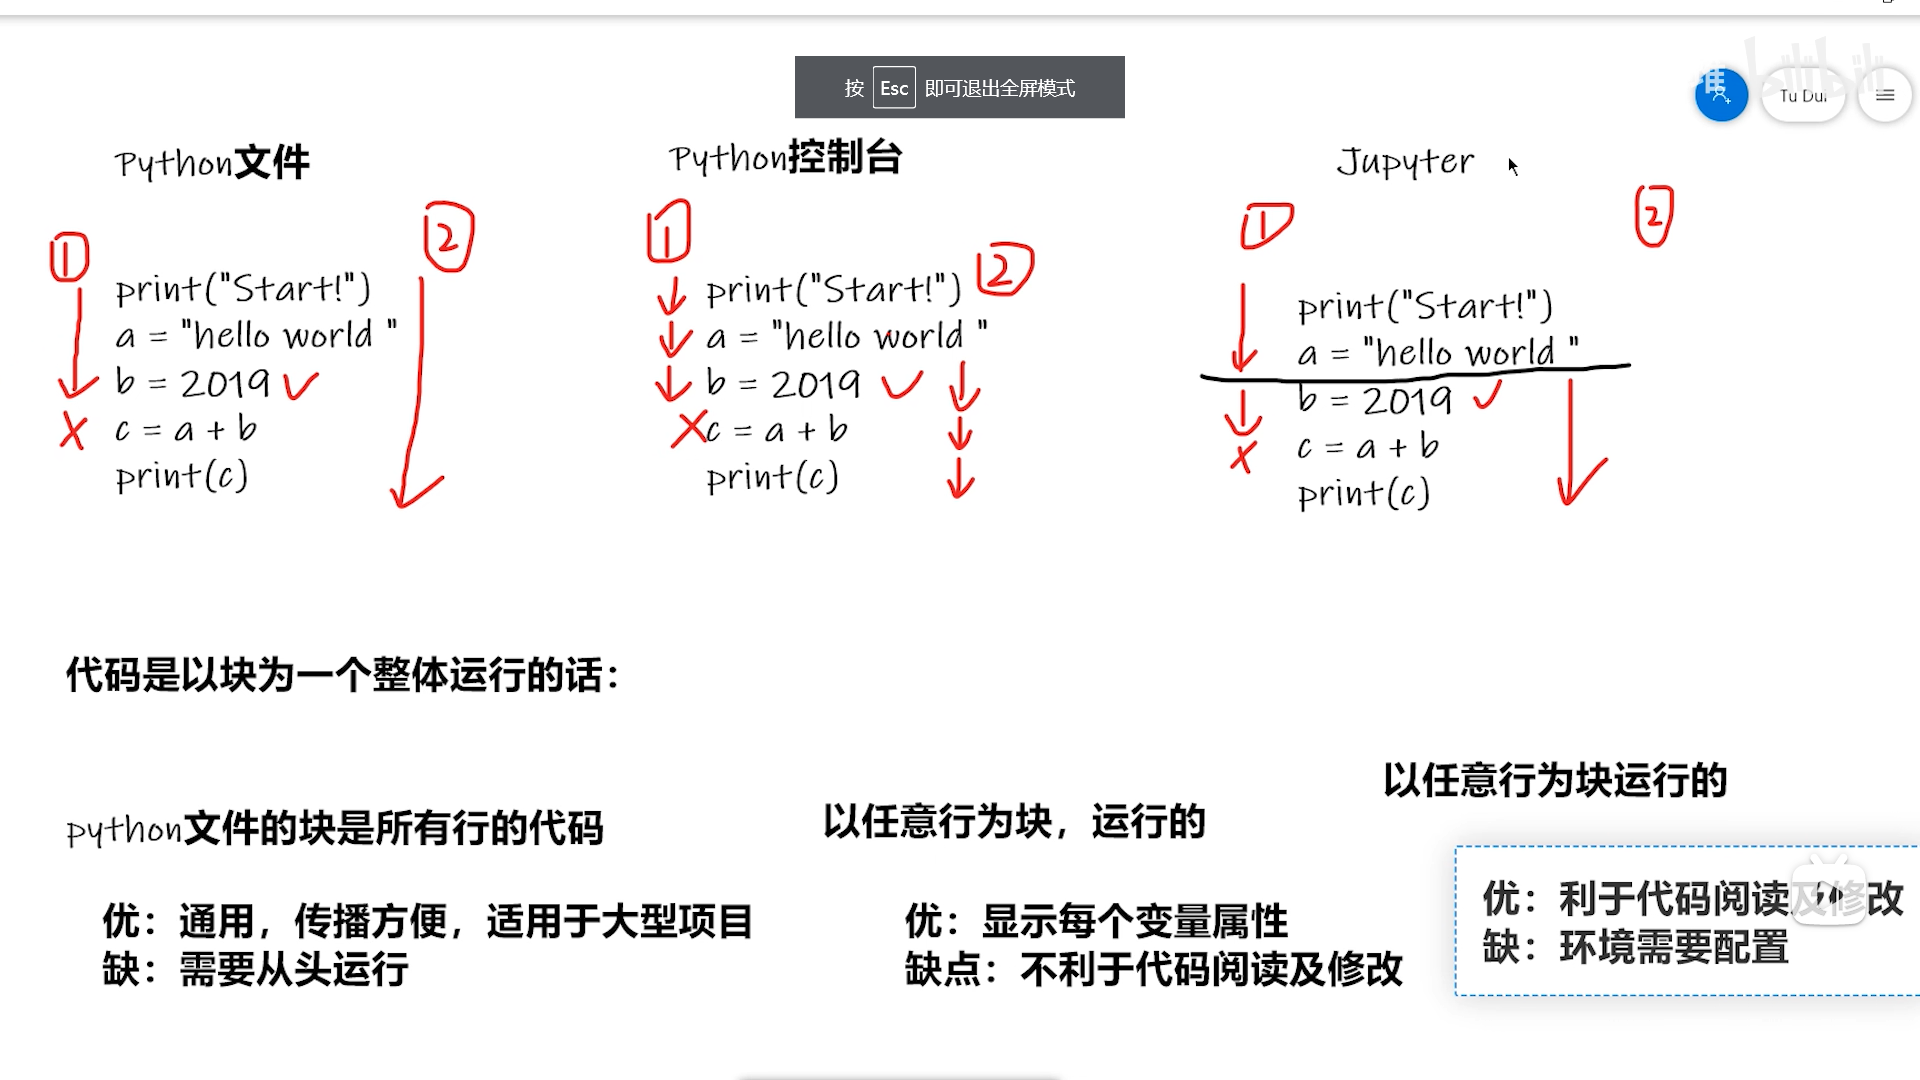 按 Esc 即可退出全屏模式
bilibili
Tu Dui
Python文件
1
2
print("Start!")
a = "hello world "
b = 2019
c = a + b
print(c)
Python控制台
1
2
print("Start!")
a = "hello world "
b = 2019
c = a + b
print(c)
Jupyter
1
2
print("Start!")
a = "hello world "
b = 2019
c = a + b
print(c)
代码是以块为一个整体运行的话：
python文件的块是所有行的代码
优：通用，传播方便，适用于大型项目
缺：需要从头运行
以任意行为块，运行的
优：显示每个变量属性
缺点：不利于代码阅读及修改
以任意行为块运行的
优：利于代码阅读及修改
缺：环境需要配置